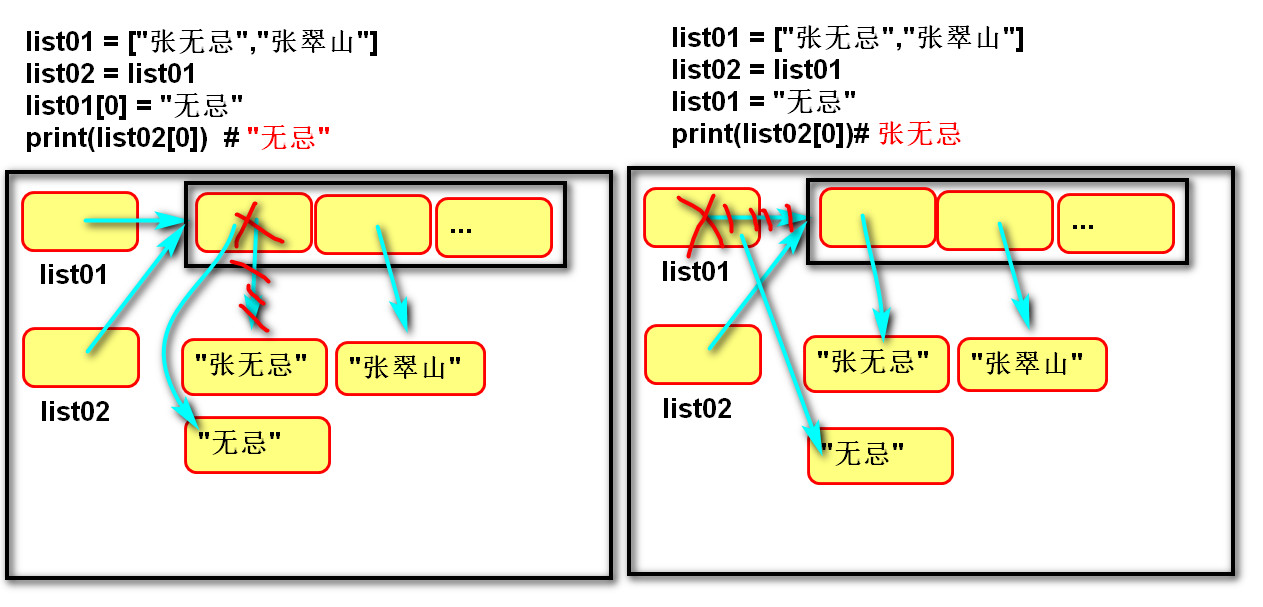 list01 = ["张无忌","张翠山"]
list02 = list01
list01[0] = "无忌"
print(list02[0])  # "无忌"
...
list01
"张无忌"
"张翠山"
list02
"无忌"
list01 = ["张无忌","张翠山"]
list02 = list01
list01 = "无忌"
print(list02[0])# 张无忌
...
list01
"张无忌"
"张翠山"
list02
"无忌"